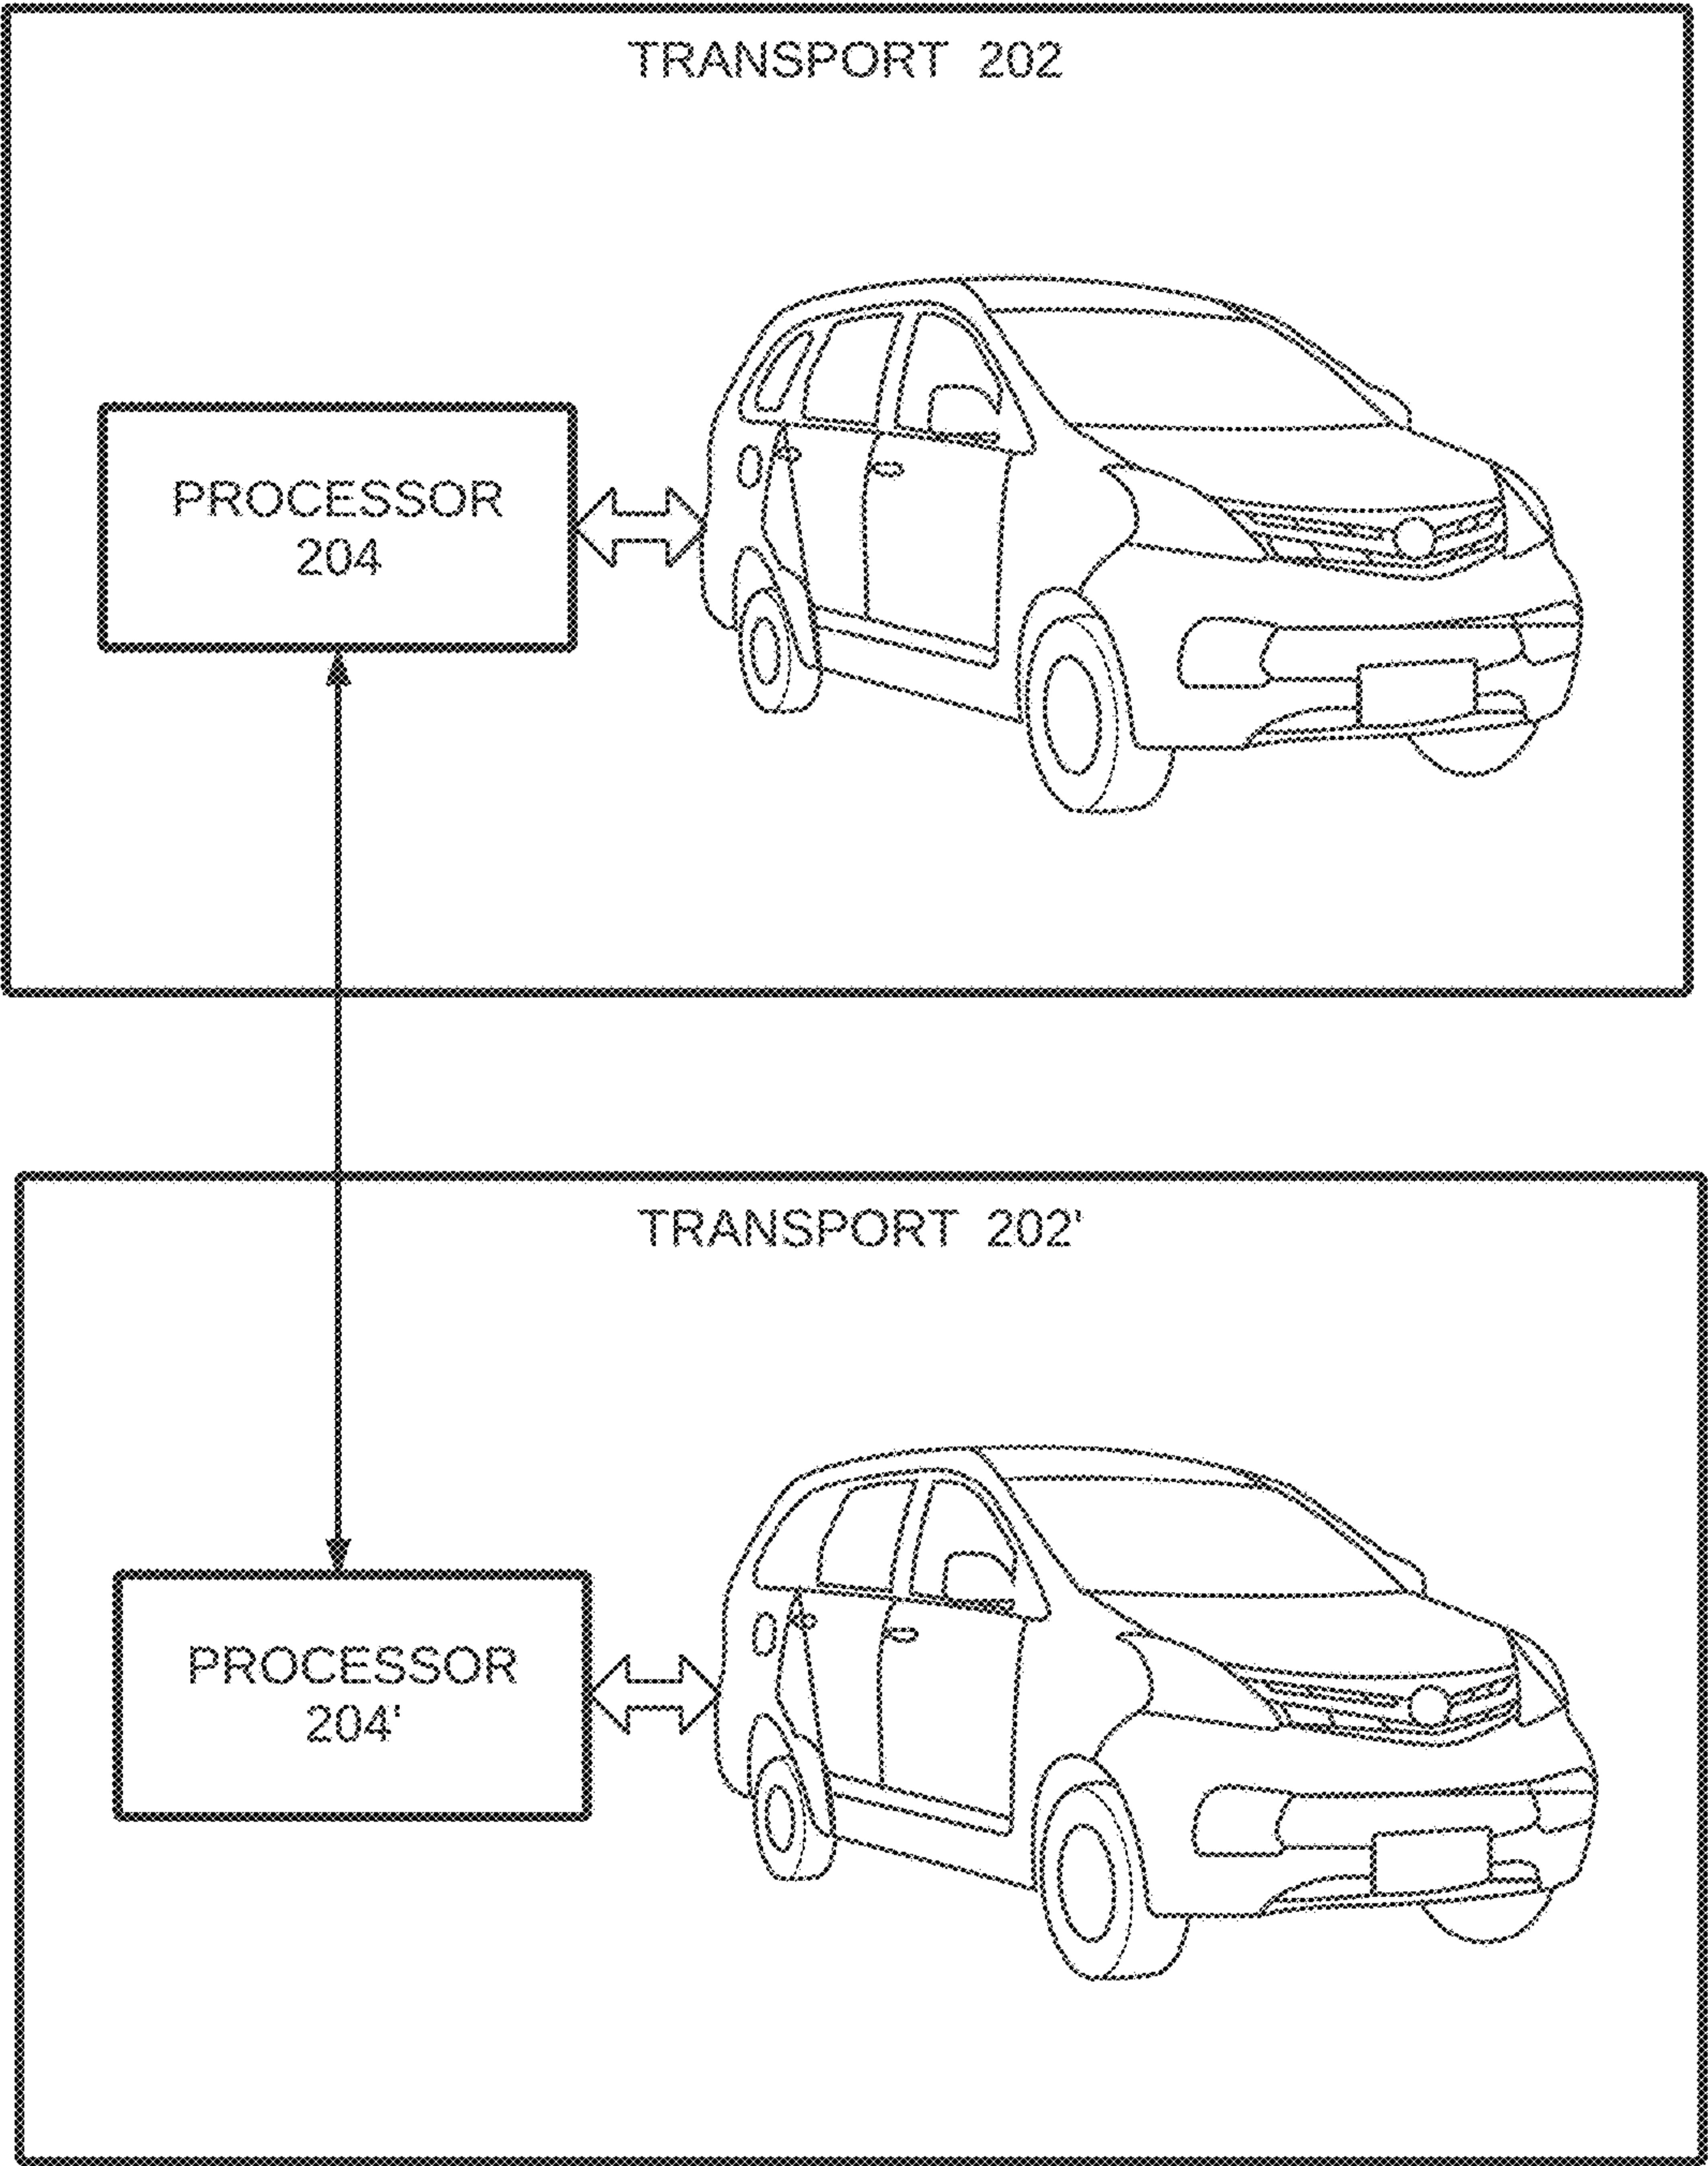 TRANSPORT 202
PROCESSOR
204
TRANSPORT 202'
PROCESSOR
204'